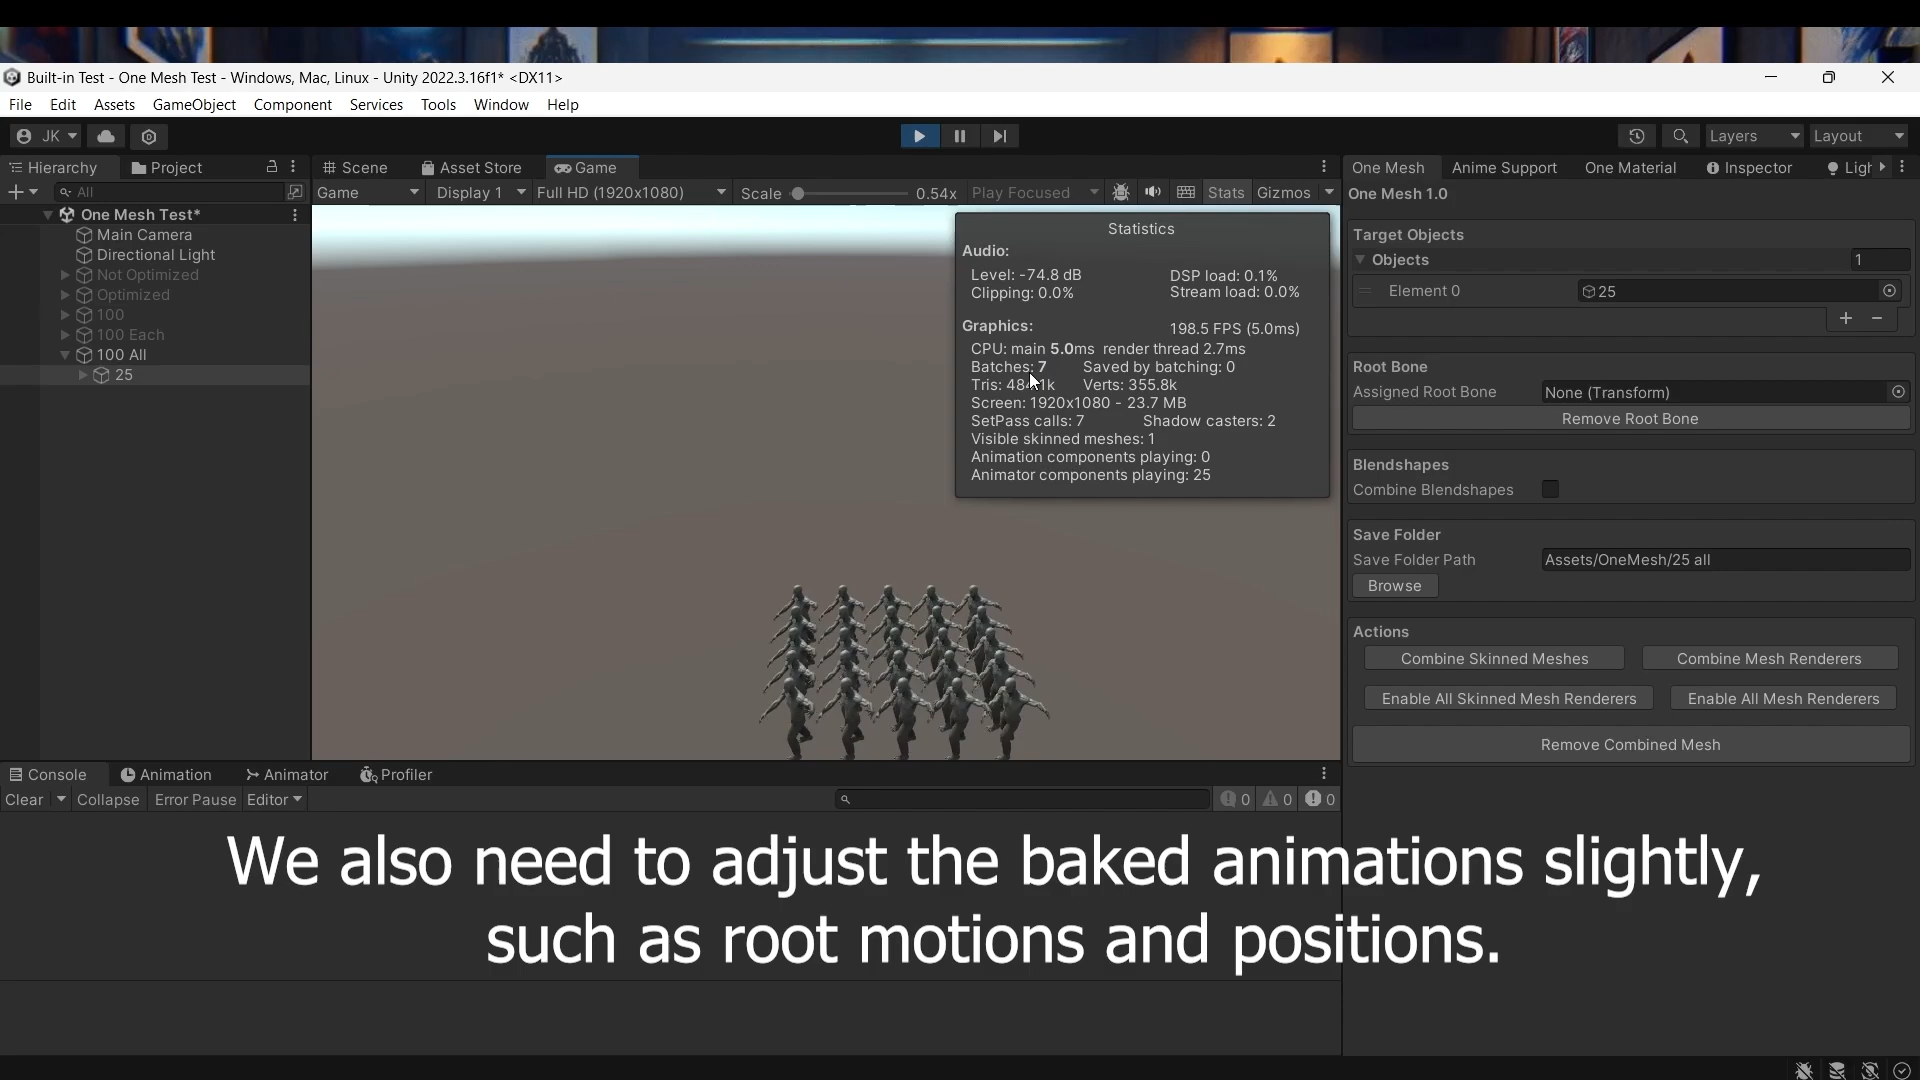 Built-in Test - One Mesh Test - Windows, Mac, Linux - Unity 2022.3.16f1* <DX11>
File Edit Assets GameObject Component Services Tools Window Help
JK Layers Layout
Hierarchy Project Scene Asset Store Game One Mesh Anime Support One Material Inspector
All Game Display 1 Full HD (1920x1080) Scale 0.54x Play Focused Stats Gizmos
One Mesh 1.0
One Mesh Test*
Main Camera
Directional Light
Not Optimized
Optimized
100
100 Each
100 All
25
Statistics
Audio:
Level: -74.8 dB DSP load: 0.1%
Clipping: 0.0% Stream load: 0.0%
Graphics: 198.5 FPS (5.0ms)
CPU: main 5.0ms render thread 2.7ms
Batches: 7 Saved by batching: 0
Tris: Verts: 355.8k
Screen: 1920x1080 - 23.7 MB
SetPass calls: 7 Shadow casters: 2
Visible skinned meshes: 1
Animation components playing: 0
Animator components playing: 25
Target Objects
Objects 1
Element 0 25
Root Bone
Assigned Root Bone None (Transform)
Remove Root Bone
Blendshapes
Combine Blendshapes
Save Folder
Save Folder Path Assets/OneMesh/25 all
Browse
Actions
Combine Skinned Meshes Combine Mesh Renderers
Enable All Skinned Mesh Renderers Enable All Mesh Renderers
Remove Combined Mesh
Console Animation Animator Profiler
Clear Collapse Error Pause Editor 0 0 0
We also need to adjust the baked animations slightly,
such as root motions and positions.